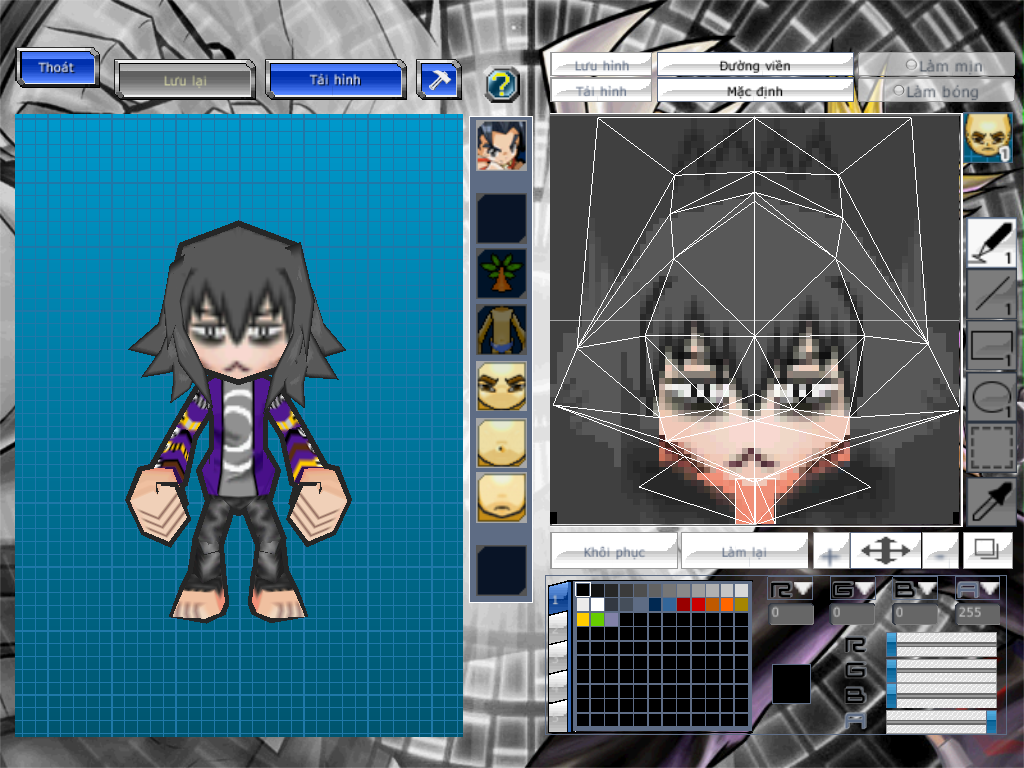 Thoát
Lưu lại
Tải hình
?
Lưu hình
Đường viền
Làm mịn
Tải hình
Mặc định
Làm bóng
1
1
1
1
1
Khôi phục
Làm lại
+
-
1
R
G
B
A
0
0
0
255
R
G
B
A